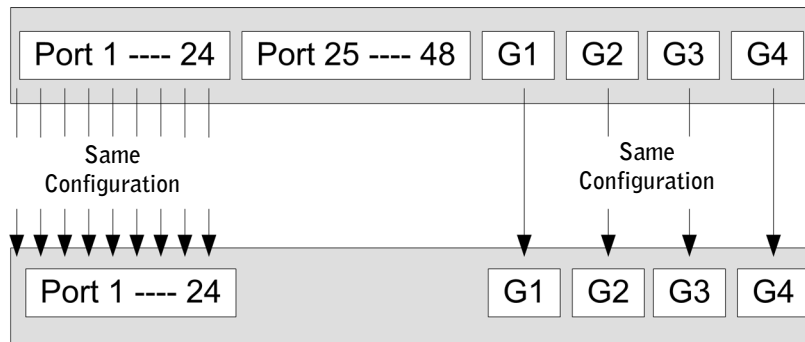 Port 1 ---- 24 Port 25 ---- 48 G1 G2 G3 G4
Same Configuration
Same Configuration
Port 1 ---- 24 G1 G2 G3 G4